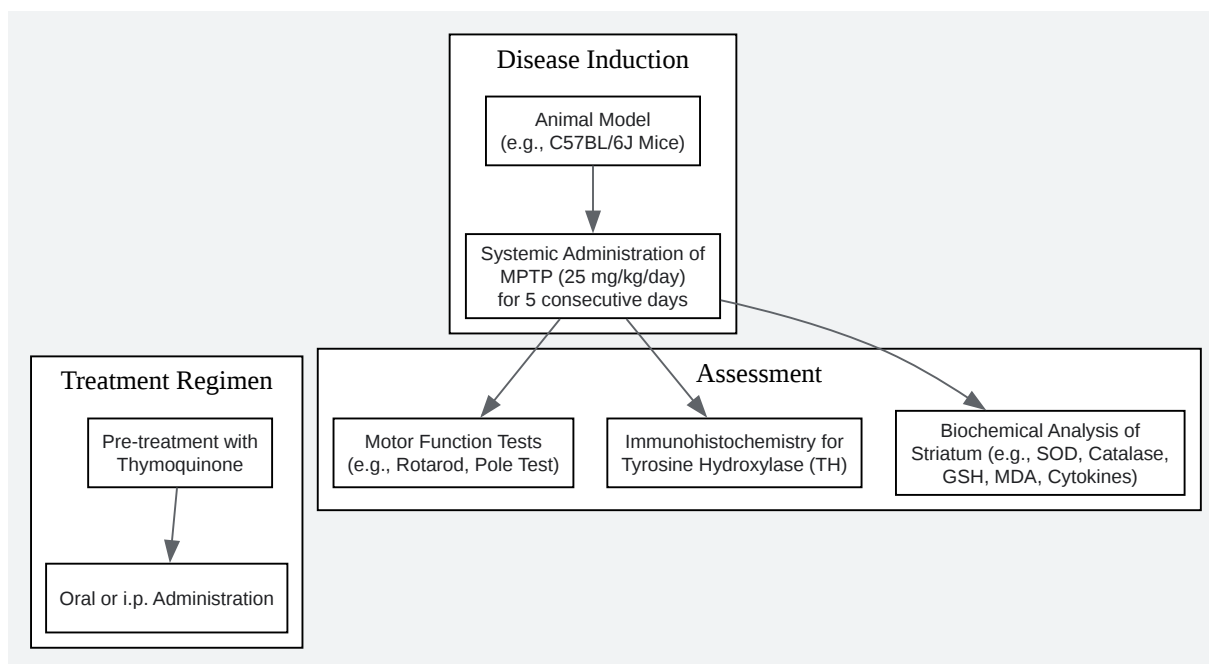 Disease Induction
Animal Model
(e.g., C57BL/6J Mice)
Systemic Administration of
MPTP (25 mg/kg/day)
for 5 consecutive days
Treatment Regimen
Pre-treatment with
Thymoquinone
Oral or i.p. Administration
Assessment
Motor Function Tests
(e.g., Rotarod, Pole Test)
Immunohistochemistry for
Tyrosine Hydroxylase (TH)
Biochemical Analysis of
Striatum (e.g., SOD, Catalase,
GSH, MDA, Cytokines)